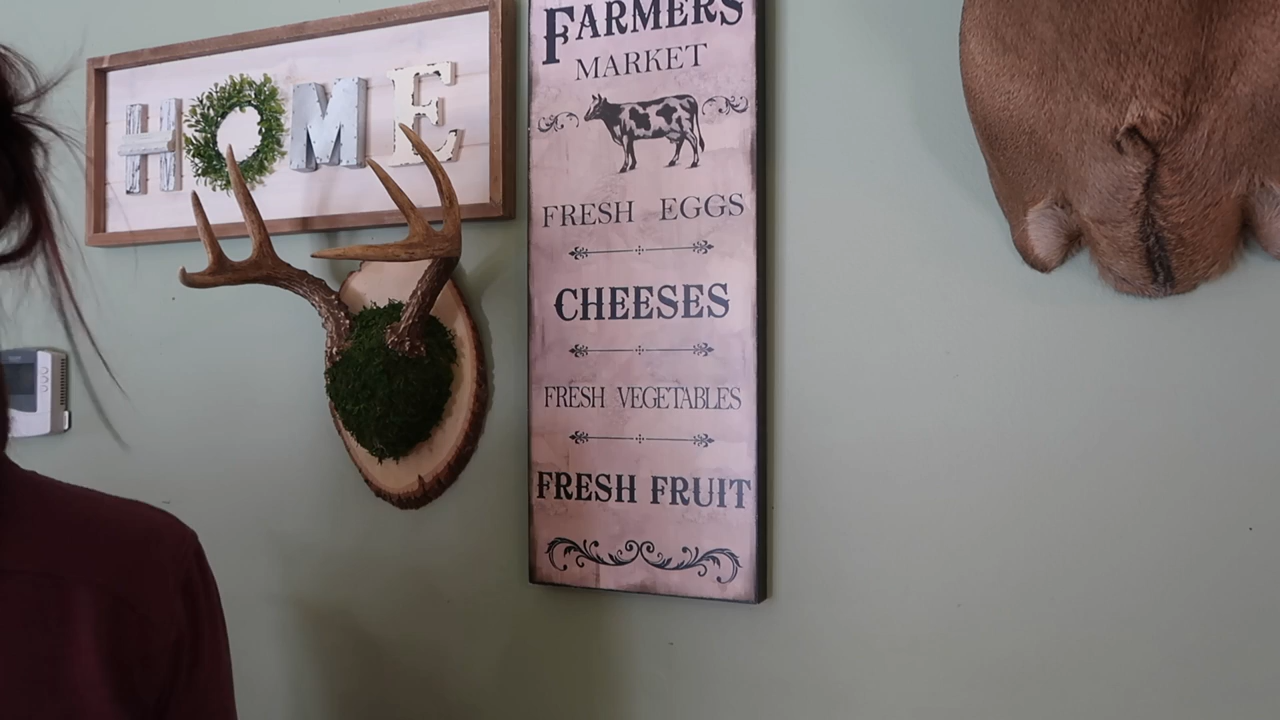 HOME
FARMERS
MARKET
FRESH EGGS
CHEESES
FRESH VEGETABLES
FRESH FRUIT